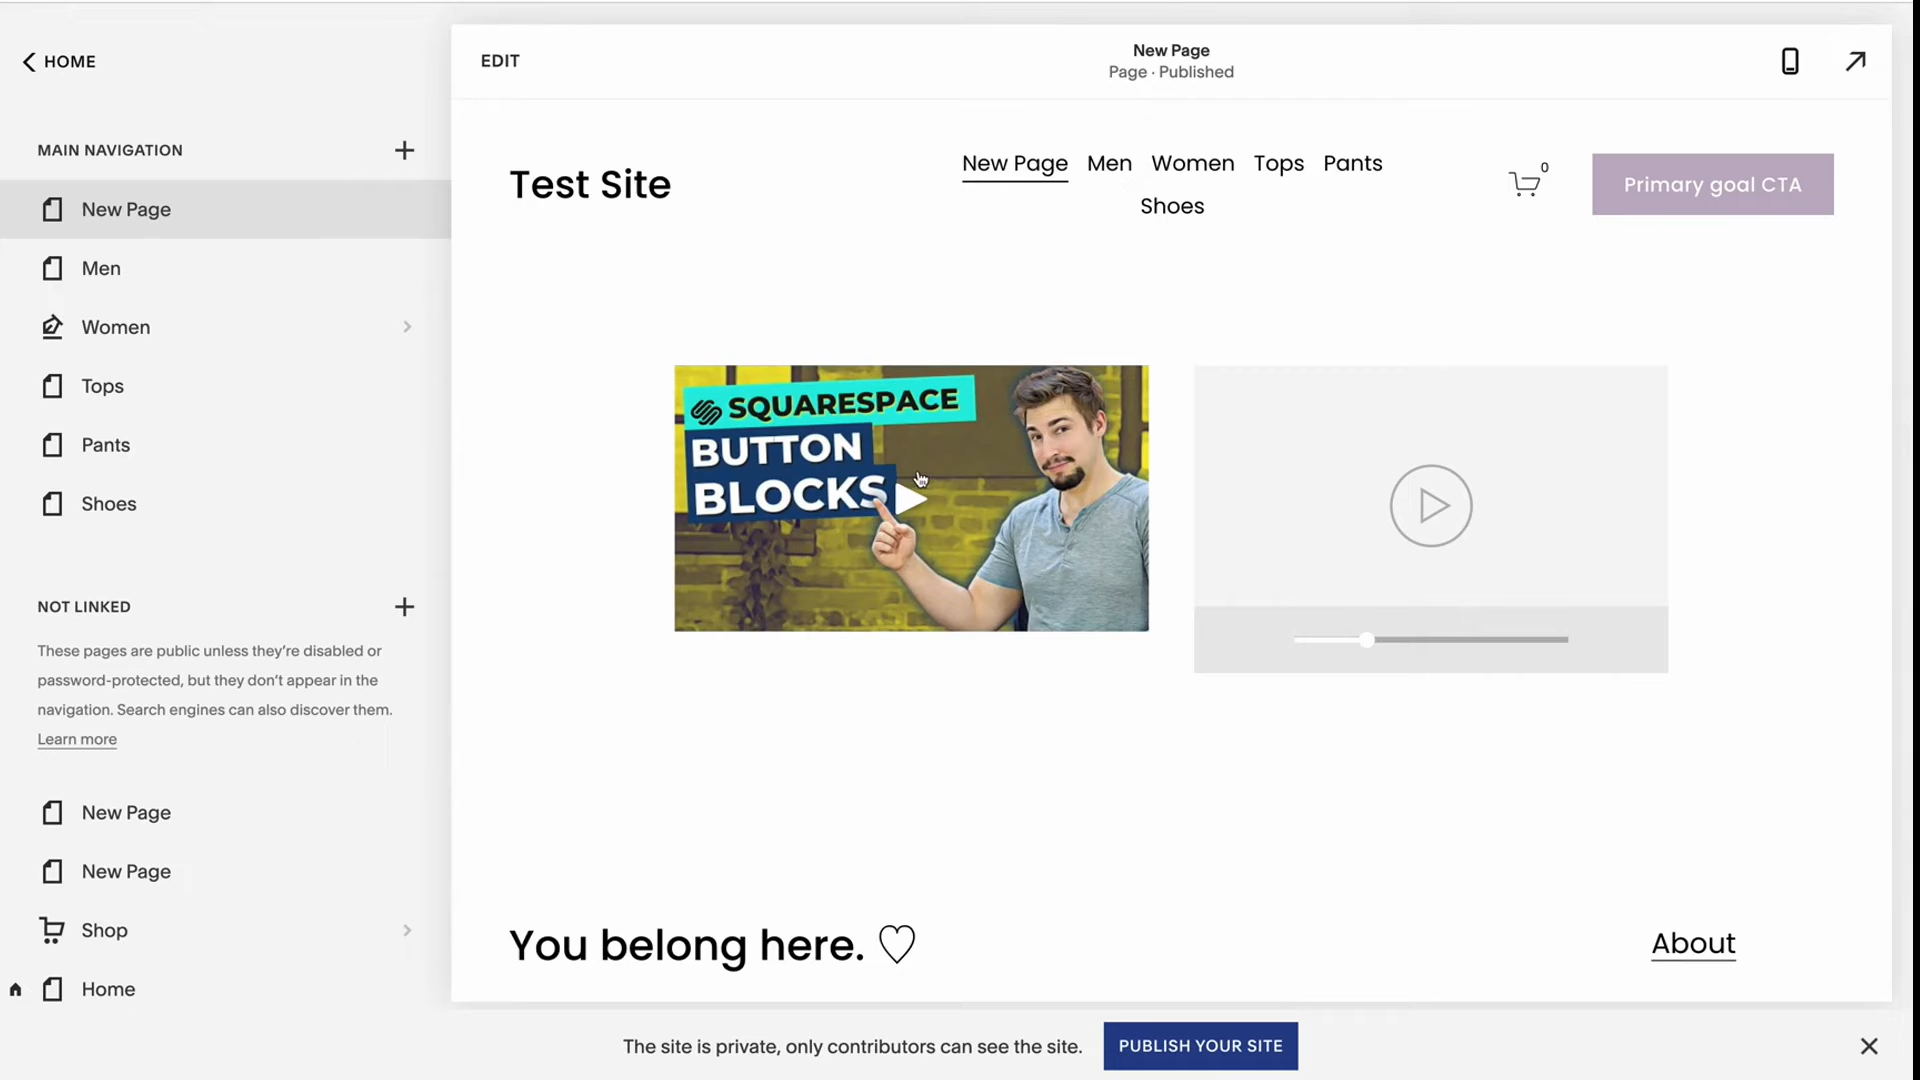 HOME
MAIN NAVIGATION
New Page
Men
Women
Tops
Pants
Shoes
NOT LINKED
These pages are public unless they’re disabled or
password-protected, but they don’t appear in the
navigation. Search engines can also discover them.
Learn more
New Page
New Page
Shop
Home
EDIT
New Page
Page · Published
Test Site
New Page Men Women Tops Pants
Shoes
0
Primary goal CTA
SQUARESPACE
BUTTON
BLOCKS
You belong here. ♡
About
The site is private, only contributors can see the site.
PUBLISH YOUR SITE